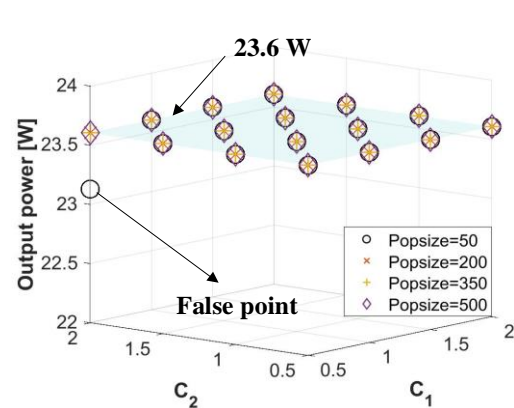 23.6 W
24
23.5
23
22.5
22
Output power [W]
False point
Popsize=50
Popsize=200
Popsize=350
Popsize=500
2
1.5
1
0.5
C2
0.5
1
1.5
2
C1